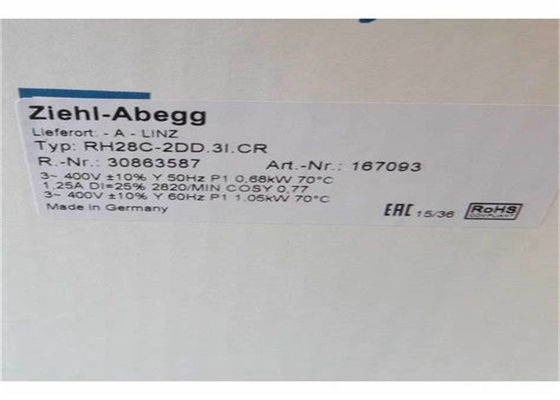 Ziehl-Abegg
Lieferort: - A - LINZ
Typ: RH28C-2DD.3I.CR
R.-Nr.: 30863587 Art.-Nr.: 167093
3~ 400V ±10% Y 50Hz P1 0,68kW 70°C
1,25A DI=25% 2820/MIN COSY 0,77
3~ 400V ±10% Y 60Hz P1 1.05kW 70°C
Made in Germany
EAC 15/36 RoHS
COMPLIANT